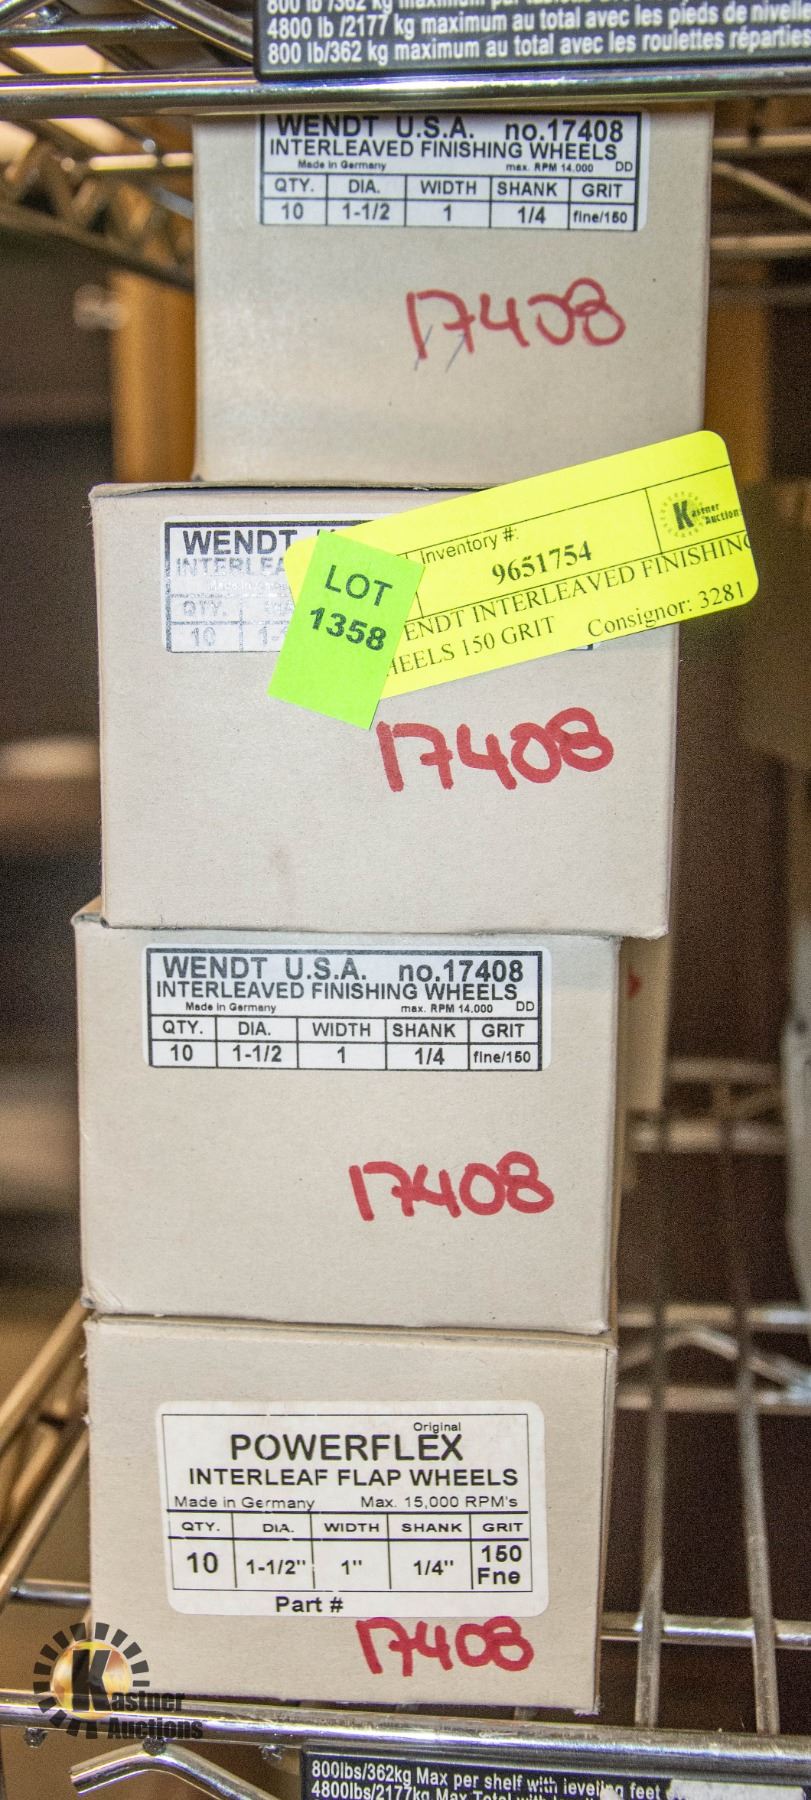 800 lb /362 kg maximum par
4800 lb /2177 kg maximum au total avec les pieds de nivelle
800 lb/362 kg maximum au total avec les roulettes réparties
WENDT U.S.A. no.17408
INTERLEAVED FINISHING WHEELS
Made in Germany max. RPM 14.000 DD
QTY. DIA. WIDTH SHANK GRIT
10 1-1/2 1 1/4 fine/150
17408
WENDT
INTERLEA
QTY.
10 1-
LOT
1358
Inventory #:
9651754
Kastner
Auction
ENDT INTERLEAVED FINISHING
HEELS 150 GRIT Consignor: 3281
17408
WENDT U.S.A. no.17408
INTERLEAVED FINISHING WHEELS
Made in Germany max. RPM 14.000 DD
QTY. DIA. WIDTH SHANK GRIT
10 1-1/2 1 1/4 fine/150
17408
Original
POWERFLEX
INTERLEAF FLAP WHEELS
Made in Germany Max. 15,000 RPM's
QTY. DIA. WIDTH SHANK GRIT
10 1-1/2" 1" 1/4" 150 Fne
Part #
17408
Kastner
Auctions
800lbs/362kg Max per shelf with leveling feet
4800lbs/2177kg Max Total with